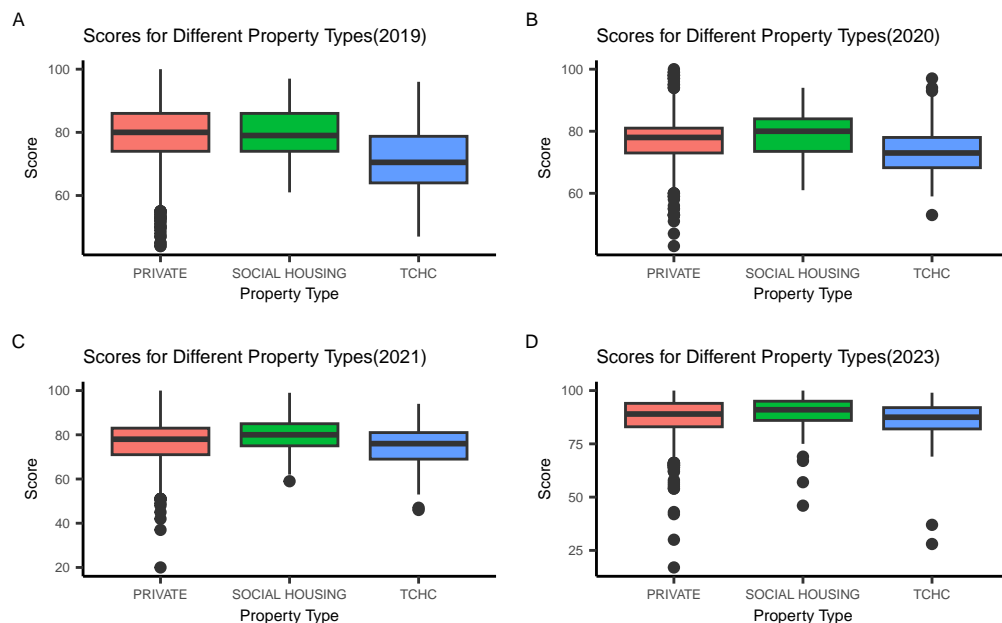 A
Scores for Different Property Types(2019)
100
80
60
Score
PRIVATE
SOCIAL HOUSING
TCHC
Property Type
B
Scores for Different Property Types(2020)
100
80
60
Score
PRIVATE
SOCIAL HOUSING
TCHC
Property Type
C
Scores for Different Property Types(2021)
100
80
60
40
20
Score
PRIVATE
SOCIAL HOUSING
TCHC
Property Type
D
Scores for Different Property Types(2023)
100
75
50
25
Score
PRIVATE
SOCIAL HOUSING
TCHC
Property Type